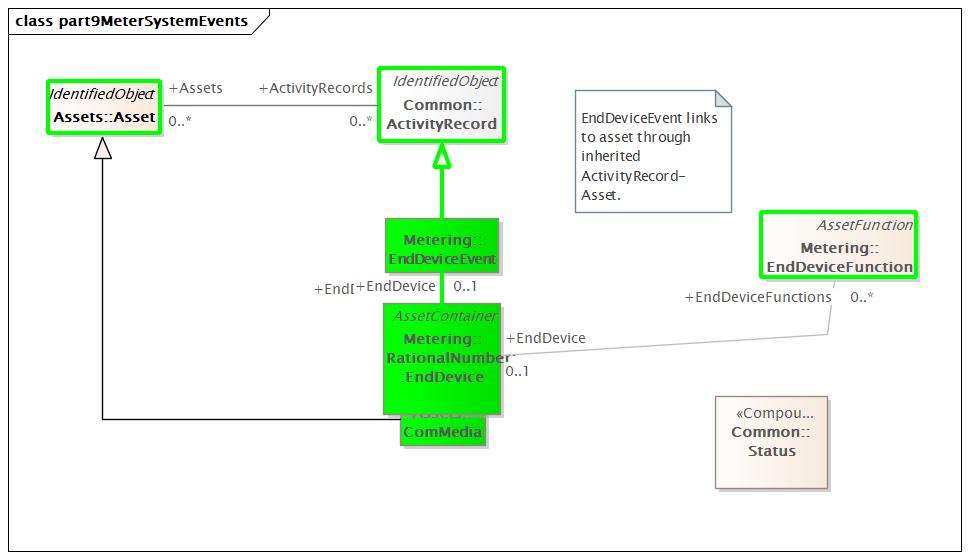 class part9MeterSystemEvents
IdentifiedObject
Assets::Asset
+Assets
+ActivityRecords
0..*
0..*
IdentifiedObject
Common::
ActivityRecord
EndDeviceEvent links
to asset through
inherited
ActivityRecord-
Asset.
Metering::
EndDeviceEvent
AssetFunction
Metering::
EndDeviceFunction
+EndDevice
0..1
+EndDeviceFunctions
0..*
AssetContainer
Metering::
RationalNumber:
:EndDevice
+EndDevice
0..1
ComMedia
«Compou...
Common::
Status